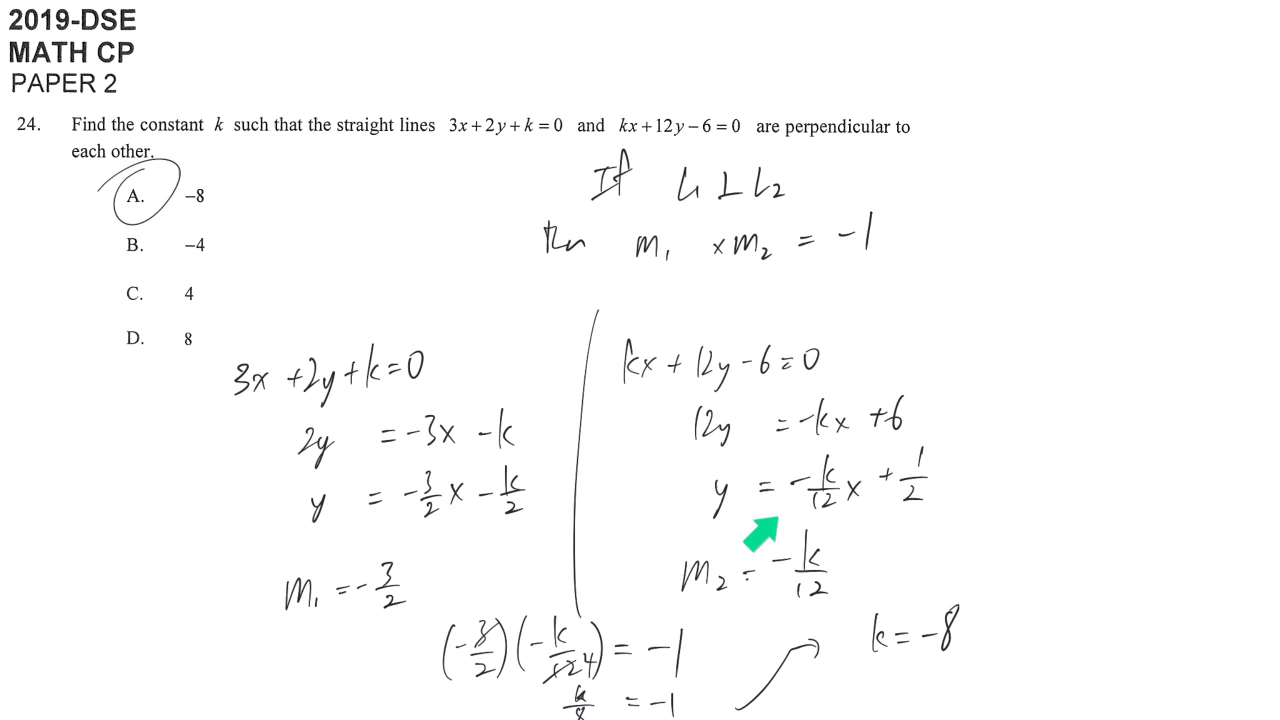 2019-DSE
MATH CP
PAPER 2
24. Find the constant k such that the straight lines 3x+2y+k=0 and kx+12y−6=0 are perpendicular to
each other.
A. −8
B. −4
C. 4
D. 8
If L1 ⊥ L2
then m₁ × m₂ = −1
3x +2y+k=0
2y = −3x −k
y = −3/2 x − k/2
m₁ = −3/2
kx + 12y −6=0
12y = −kx +6
y = −k/12 x + 1/2
m₂ = −k/12
(−3/2)(−k/12 4) = −1
k/8 = −1
k = −8